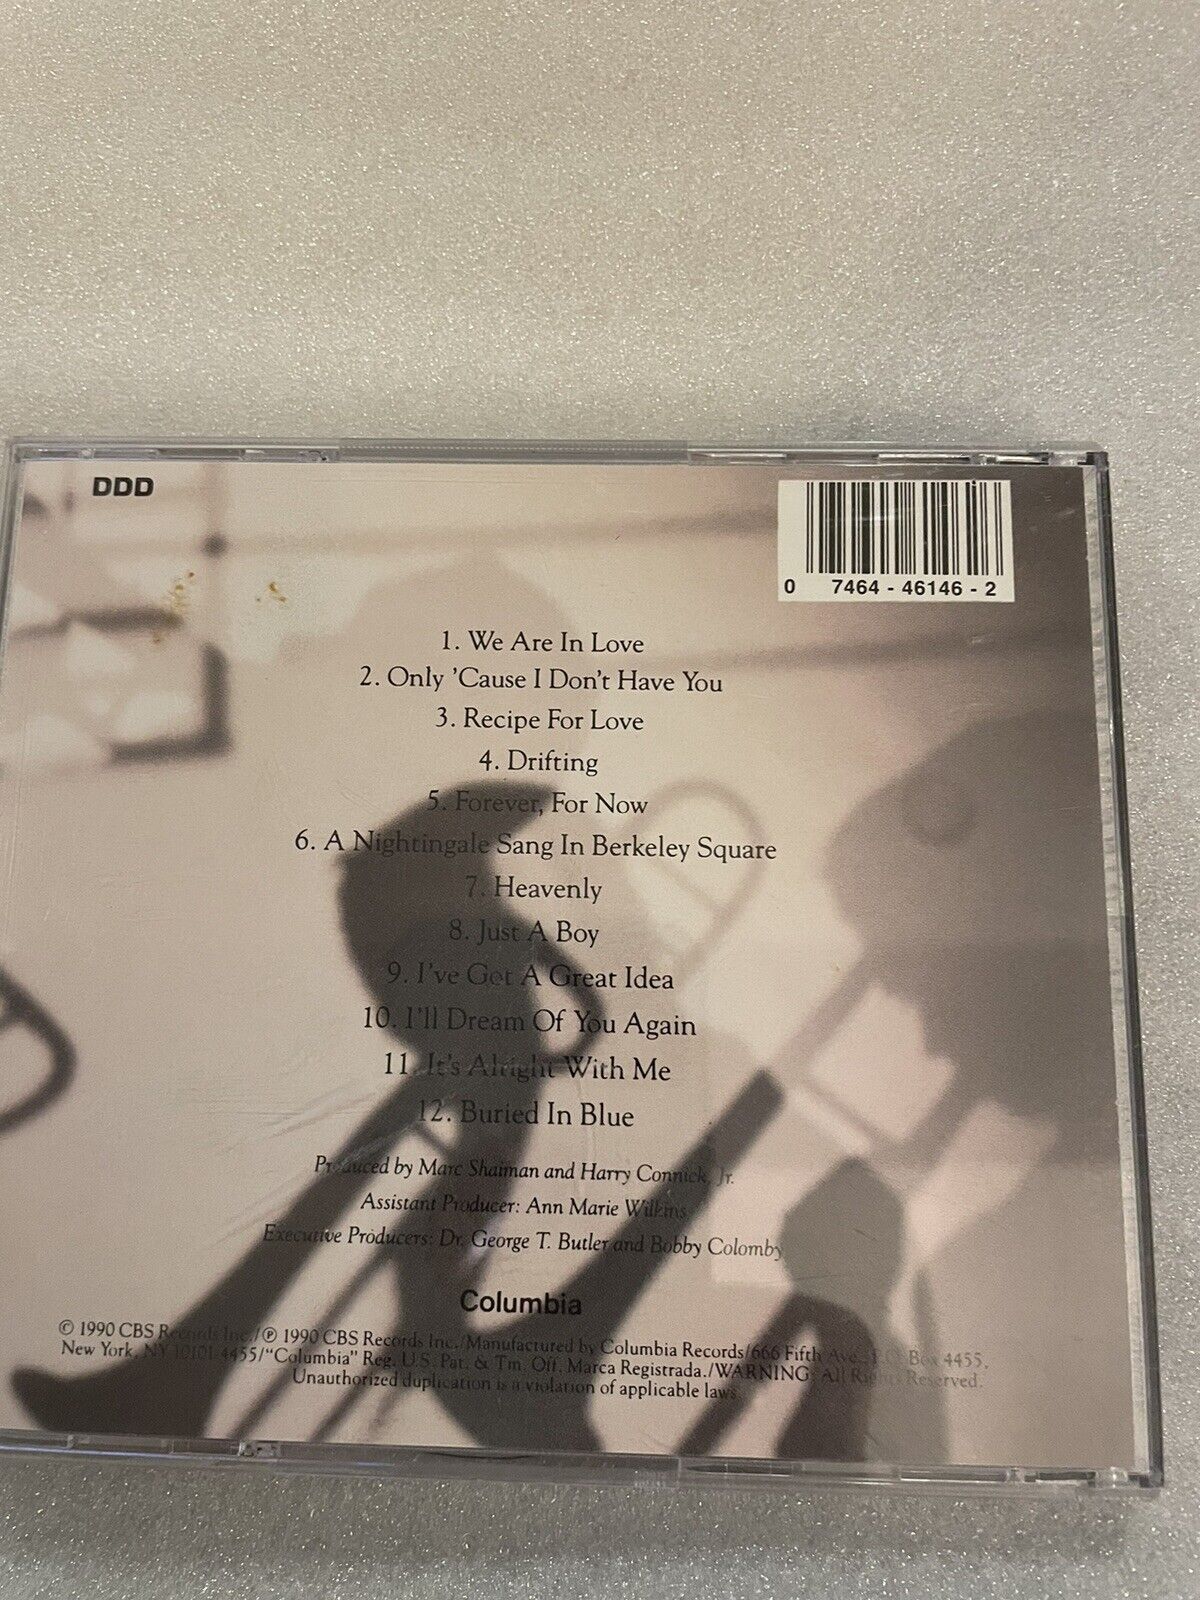 DDD
0 7464 - 46146 - 2
1. We Are In Love
2. Only 'Cause I Don't Have You
3. Recipe For Love
4. Drifting
5. Forever, For Now
6. A Nightingale Sang In Berkeley Square
7. Heavenly
8. Just A Boy
9. I've Got A Great Idea
10. I'll Dream Of You Again
11. It's Alright With Me
12. Buried In Blue
Produced by Marc Shaiman and Harry Connick, Jr.
Assistant Producer: Ann Marie Wilkins
Executive Producers: Dr. George T. Butler and Bobby Colomby
Columbia
© 1990 CBS Records Inc./℗ 1990 CBS Records Inc./Manufactured by Columbia Records/666 Fifth Ave., P.O. Box 4455,
New York, NY 10101-4455/"Columbia" Reg. U.S. Pat. & Tm. Off. Marca Registrada./WARNING: All Rights Reserved.
Unauthorized duplication is a violation of applicable laws.